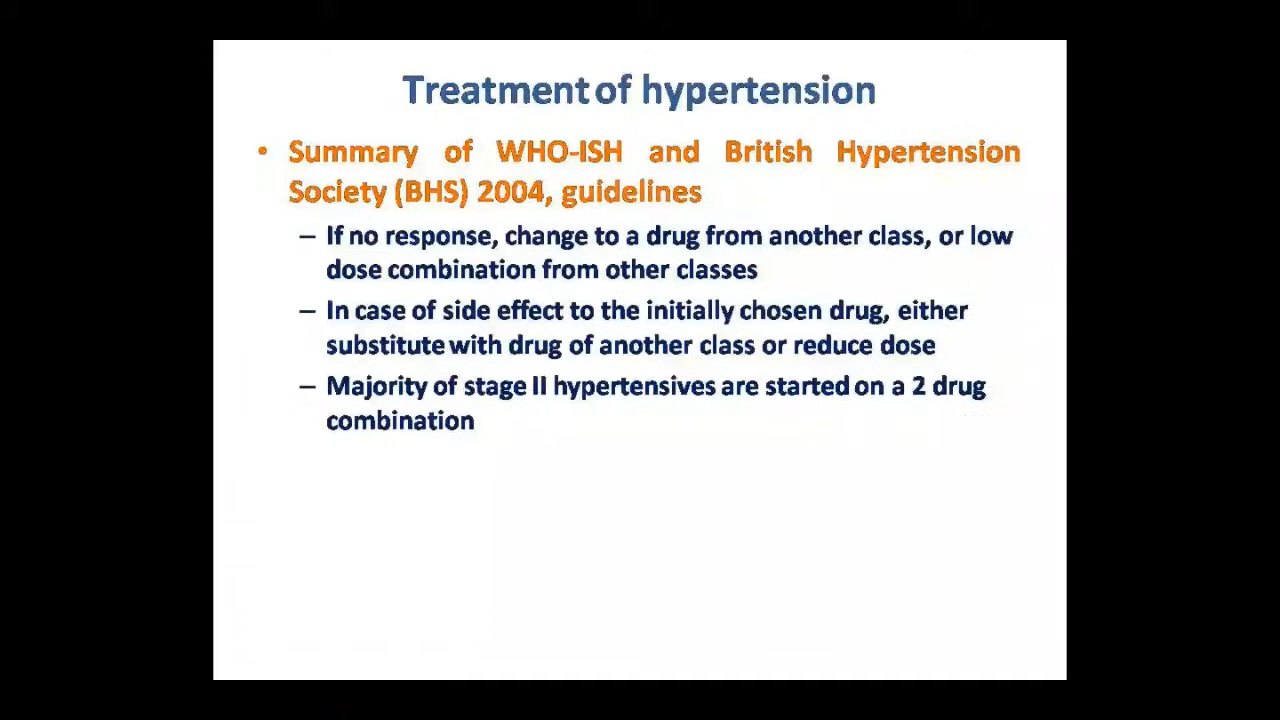 Treatment of hypertension
• Summary of WHO-ISH and British Hypertension
Society (BHS) 2004, guidelines
– If no response, change to a drug from another class, or low
dose combination from other classes
– In case of side effect to the initially chosen drug, either
substitute with drug of another class or reduce dose
– Majority of stage II hypertensives are started on a 2 drug
combination